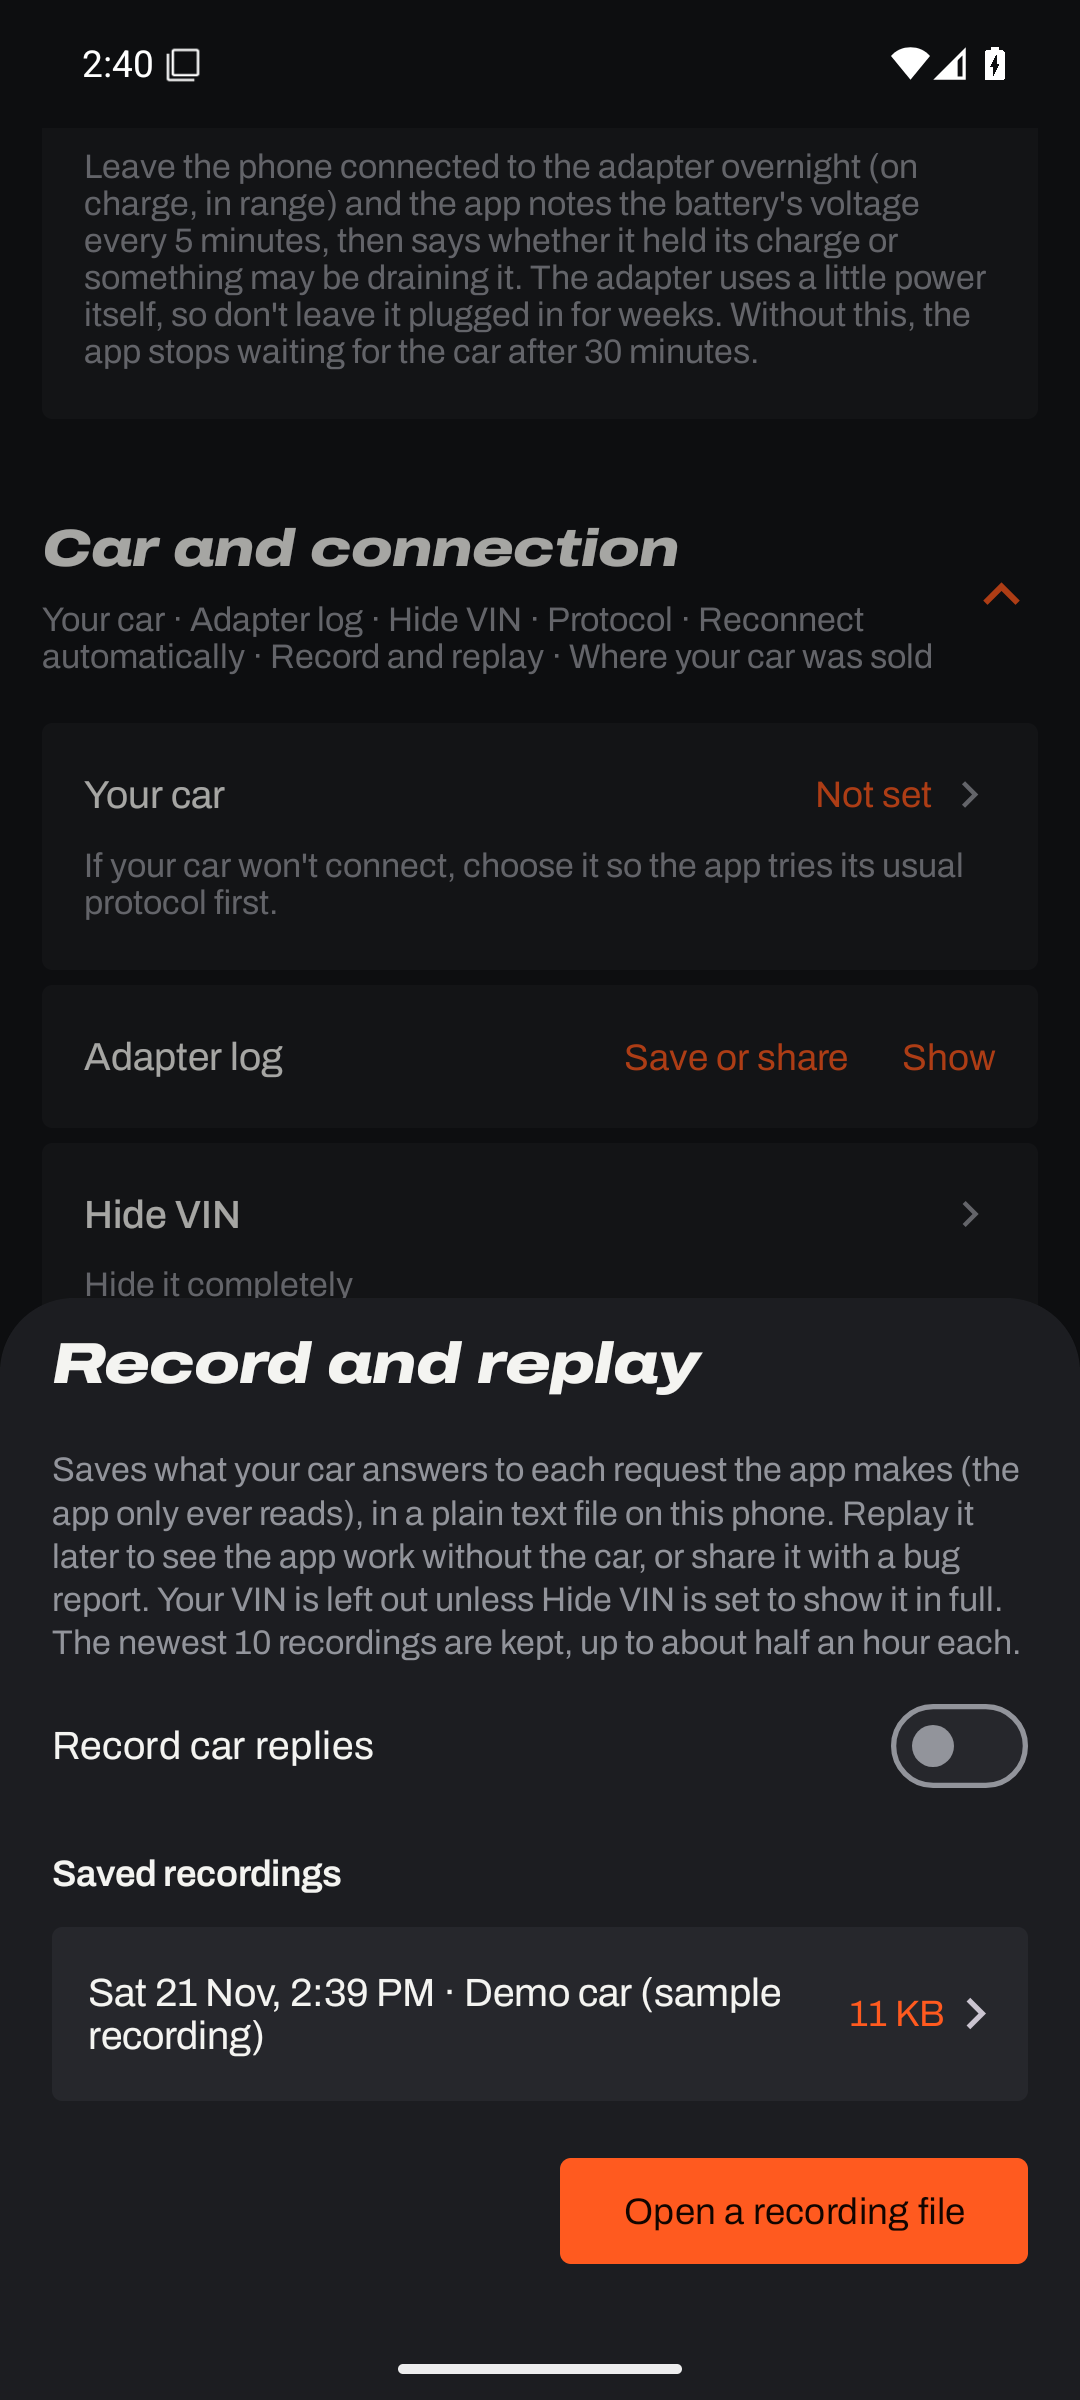 2:40
Leave the phone connected to the adapter overnight (on
charge, in range) and the app notes the battery's voltage
every 5 minutes, then says whether it held its charge or
something may be draining it. The adapter uses a little power
itself, so don't leave it plugged in for weeks. Without this, the
app stops waiting for the car after 30 minutes.
Car and connection
Your car · Adapter log · Hide VIN · Protocol · Reconnect
automatically · Record and replay · Where your car was sold
Your car Not set
If your car won't connect, choose it so the app tries its usual
protocol first.
Adapter log Save or share Show
Hide VIN
Hide it completely
Record and replay
Saves what your car answers to each request the app makes (the
app only ever reads), in a plain text file on this phone. Replay it
later to see the app work without the car, or share it with a bug
report. Your VIN is left out unless Hide VIN is set to show it in full.
The newest 10 recordings are kept, up to about half an hour each.
Record car replies
Saved recordings
Sat 21 Nov, 2:39 PM · Demo car (sample
recording)
11 KB
Open a recording file